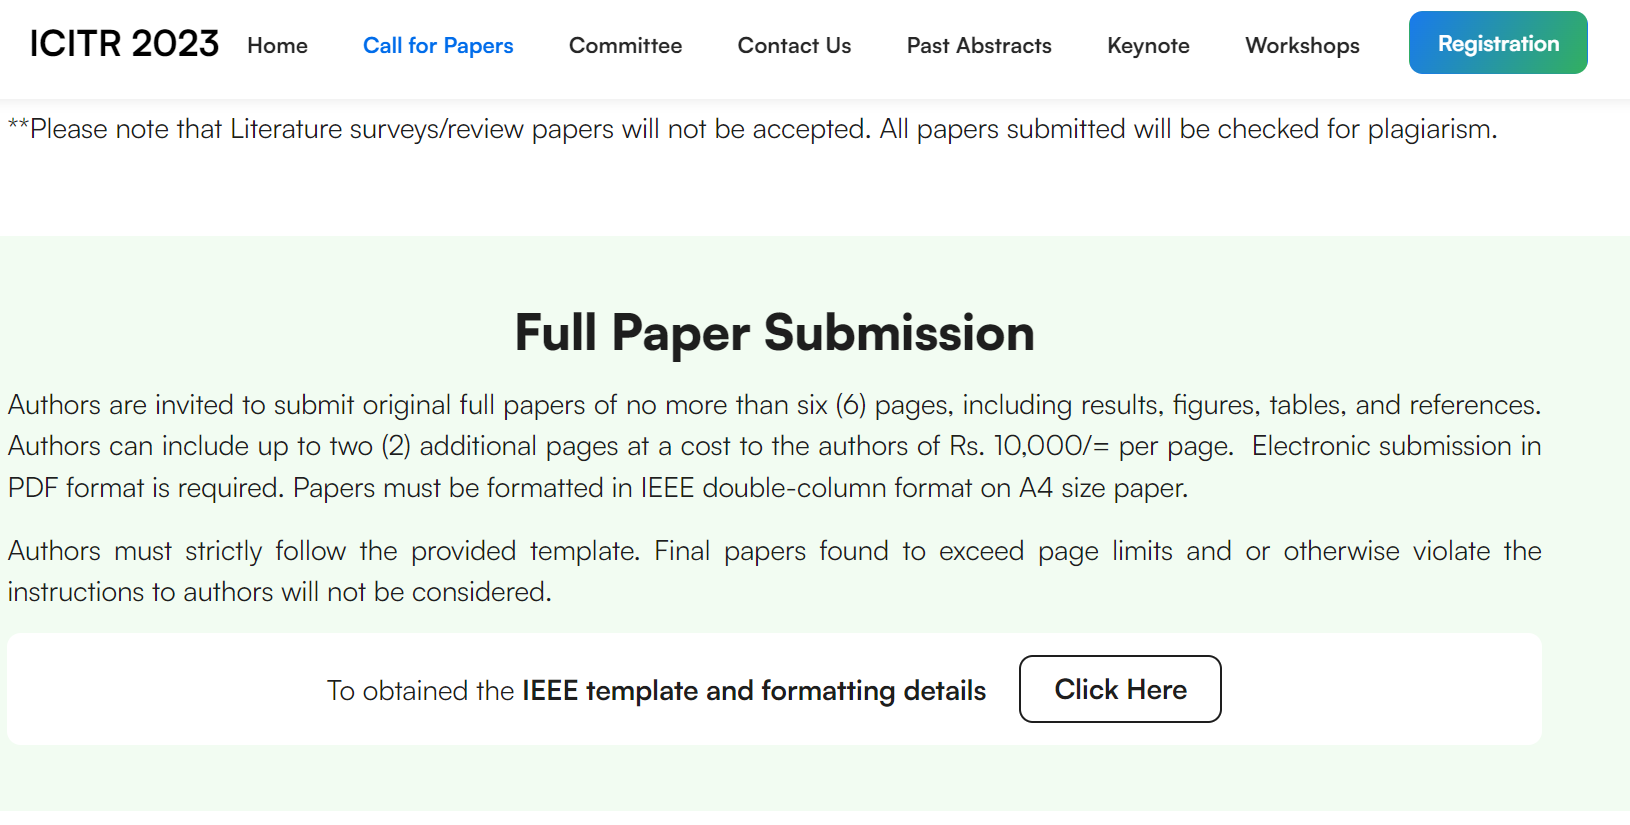 ICITR 2023 Home Call for Papers Committee Contact Us Past Abstracts Keynote Workshops Registration
**Please note that Literature surveys/review papers will not be accepted. All papers submitted will be checked for plagiarism.
Full Paper Submission
Authors are invited to submit original full papers of no more than six (6) pages, including results, figures, tables, and references.
Authors can include up to two (2) additional pages at a cost to the authors of Rs. 10,000/= per page. Electronic submission in
PDF format is required. Papers must be formatted in IEEE double-column format on A4 size paper.
Authors must strictly follow the provided template. Final papers found to exceed page limits and or otherwise violate the
instructions to authors will not be considered.
To obtained the IEEE template and formatting details Click Here